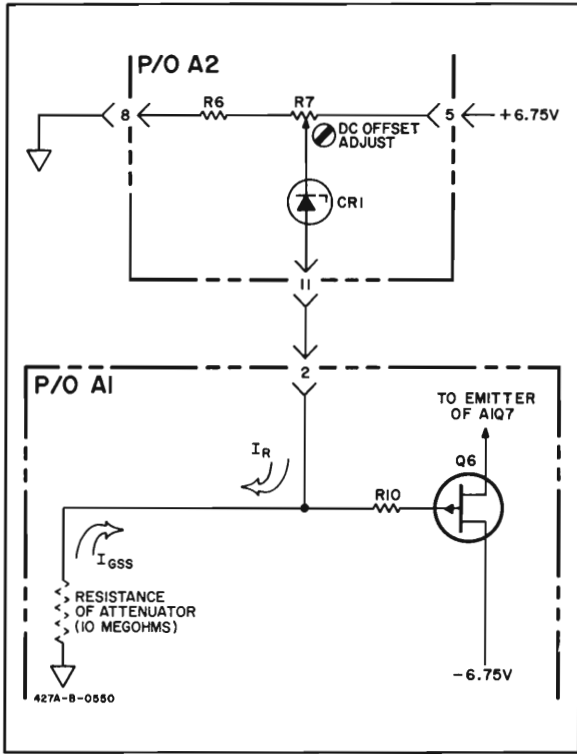 P/O A2
R6 R7
8 5 +6.75V
DC OFFSET
ADJUST
CR1
11
2
P/O A1
TO EMITTER
OF A1Q7
Q6
IR
R10
IGSS
RESISTANCE
OF ATTENUATOR
(10 MEGOHMS)
-6.75V
427A-B-0550